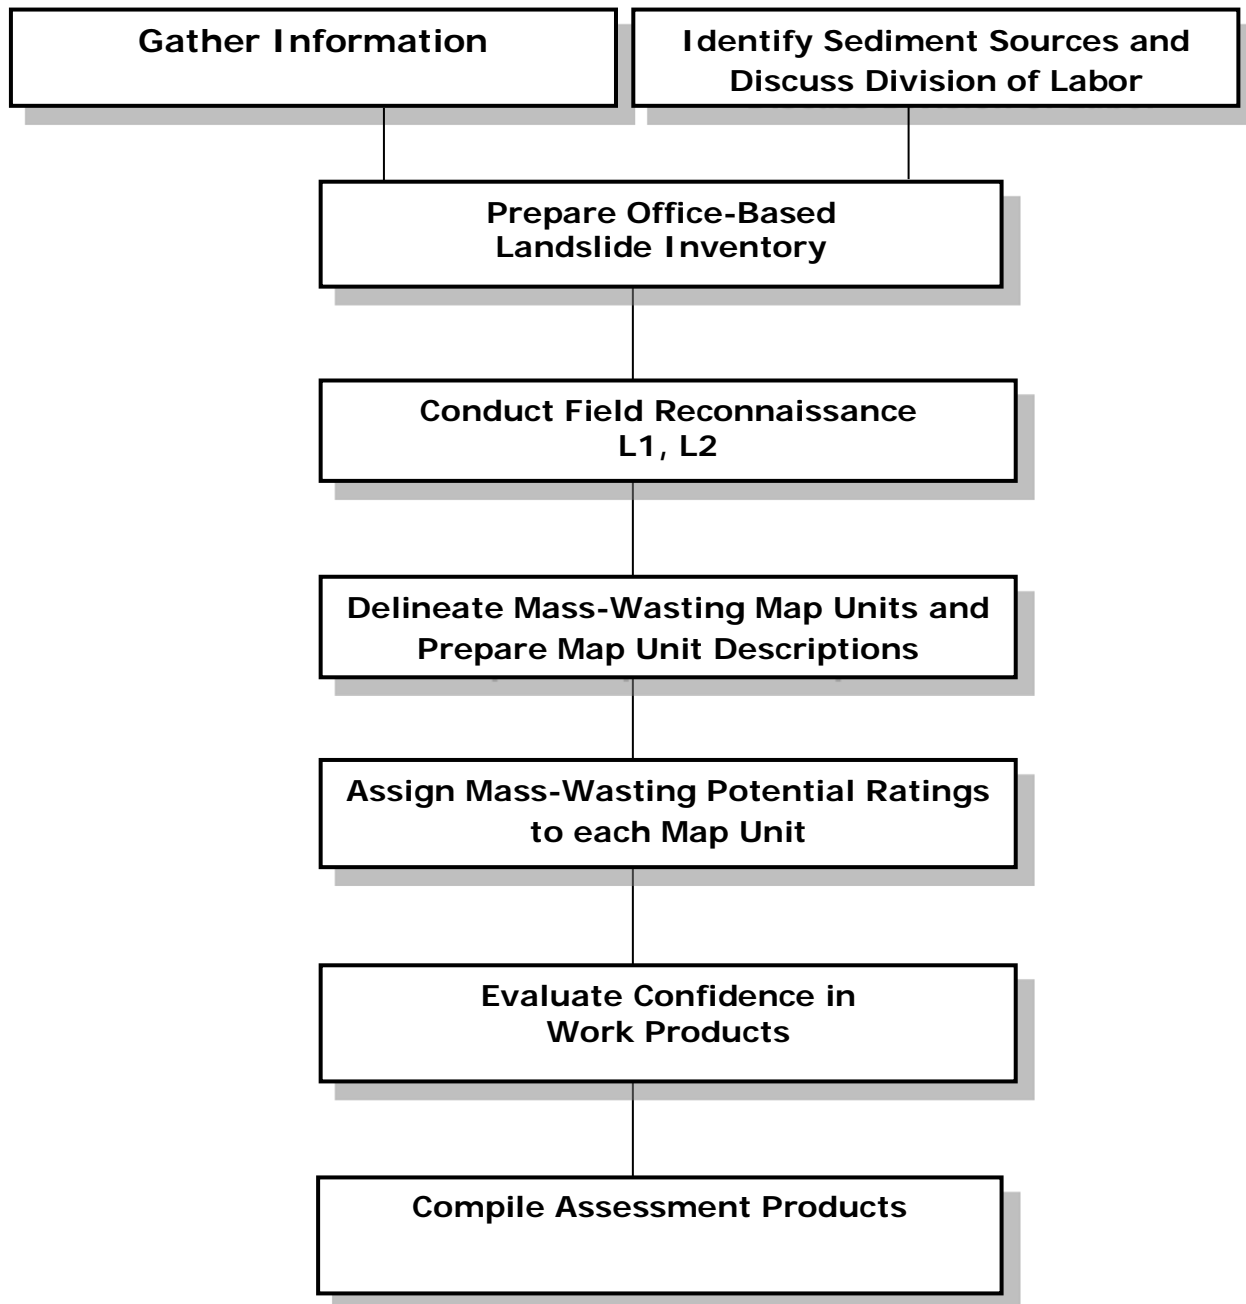 Gather Information
Identify Sediment Sources and
Discuss Division of Labor
Prepare Office-Based
Landslide Inventory
Conduct Field Reconnaissance
L1, L2
Delineate Mass-Wasting Map Units and
Prepare Map Unit Descriptions
Assign Mass-Wasting Potential Ratings
to each Map Unit
Evaluate Confidence in
Work Products
Compile Assessment Products